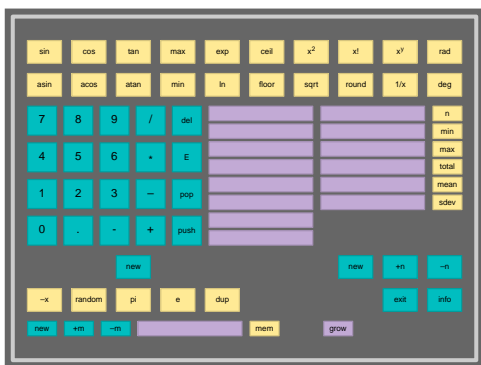 sin cos tan max exp ceil x² x! xʸ rad
asin acos atan min ln floor sqrt round 1/x deg
7 8 9 / del n
min
4 5 6 * E max
total
1 2 3 – pop mean
sdev
0 . - + push
new new +n –n
–x random pi e dup exit info
new +m –m mem grow